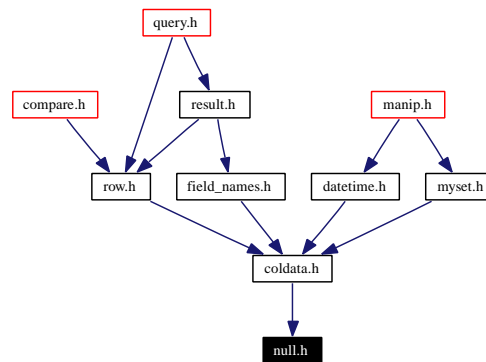 query.h
compare.h
result.h
manip.h
row.h
field_names.h
datetime.h
myset.h
coldata.h
null.h